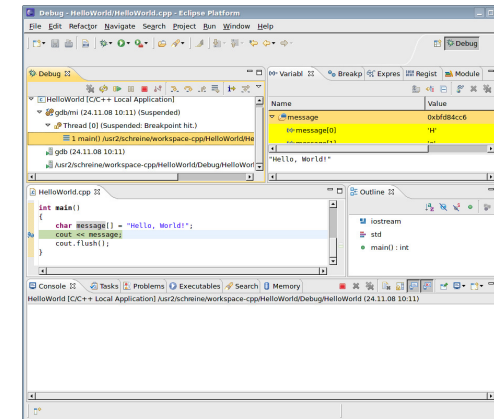 Debug - HelloWorld/HelloWorld.cpp - Eclipse Platform
File Edit Refactor Navigate Search Project Run Window Help
Debug
Debug
HelloWorld [C/C++ Local Application]
gdb/mi (24.11.08 10:11) (Suspended)
Thread [0] (Suspended: Breakpoint hit.)
1 main() /usr2/schreine/workspace-cpp/HelloWorld/He
gdb (24.11.08 10:11)
/usr2/schreine/workspace-cpp/HelloWorld/Debug/HelloWorl
Variabl Breakp Expres Regist Module
Name Value
message 0xbfd84cc6
message[0] 'H'
"Hello, World!"
HelloWorld.cpp
int main()
{
char message[] = "Hello, World!";
cout << message;
cout.flush();
}
Outline
iostream
std
main() : int
Console Tasks Problems Executables Search Memory
HelloWorld [C/C++ Local Application] /usr2/schreine/workspace-cpp/HelloWorld/Debug/HelloWorld (24.11.08 10:11)